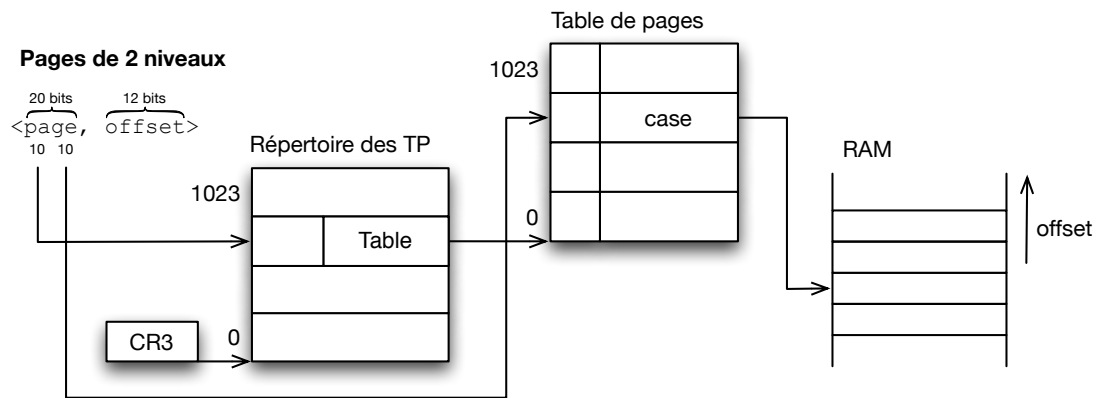 Table de pages
Pages de 2 niveaux
1023
20 bits 12 bits
<page, offset>
10 10
case
Répertoire des TP
RAM
1023
0
Table
offset
CR3
0